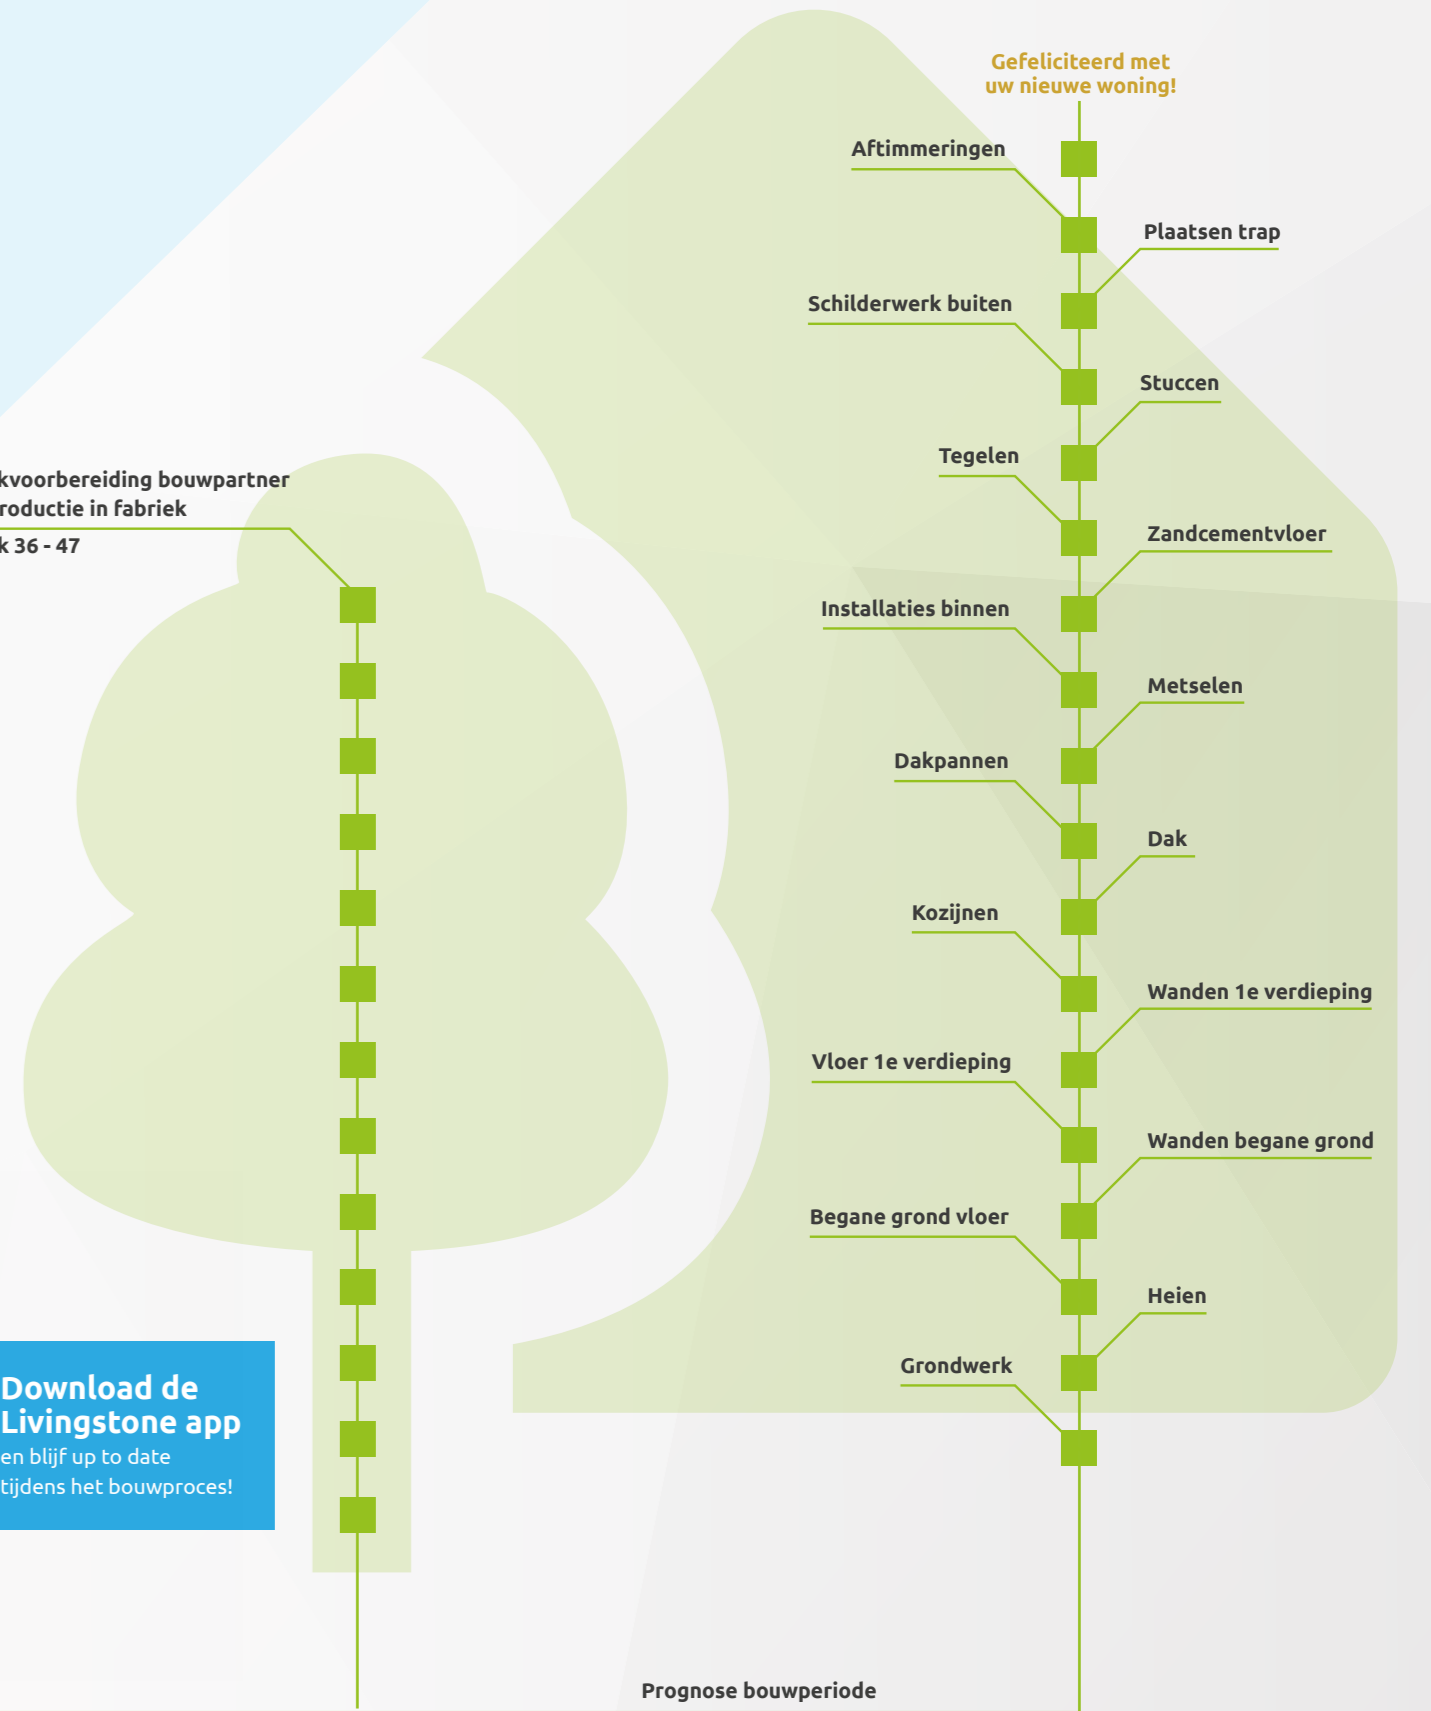 Gefeliciteerd met
uw nieuwe woning!
Aftimmeringen
Plaatsen trap
Schilderwerk buiten
Stuccen
Tegelen
kvoorbereiding bouwpartner
roductie in fabriek
k 36 - 47
Zandcementvloer
Installaties binnen
Metselen
Dakpannen
Dak
Kozijnen
Wanden 1e verdieping
Vloer 1e verdieping
Wanden begane grond
Begane grond vloer
Heien
Grondwerk
Download de
Livingstone app
en blijf up to date
tijdens het bouwproces!
Prognose bouwperiode